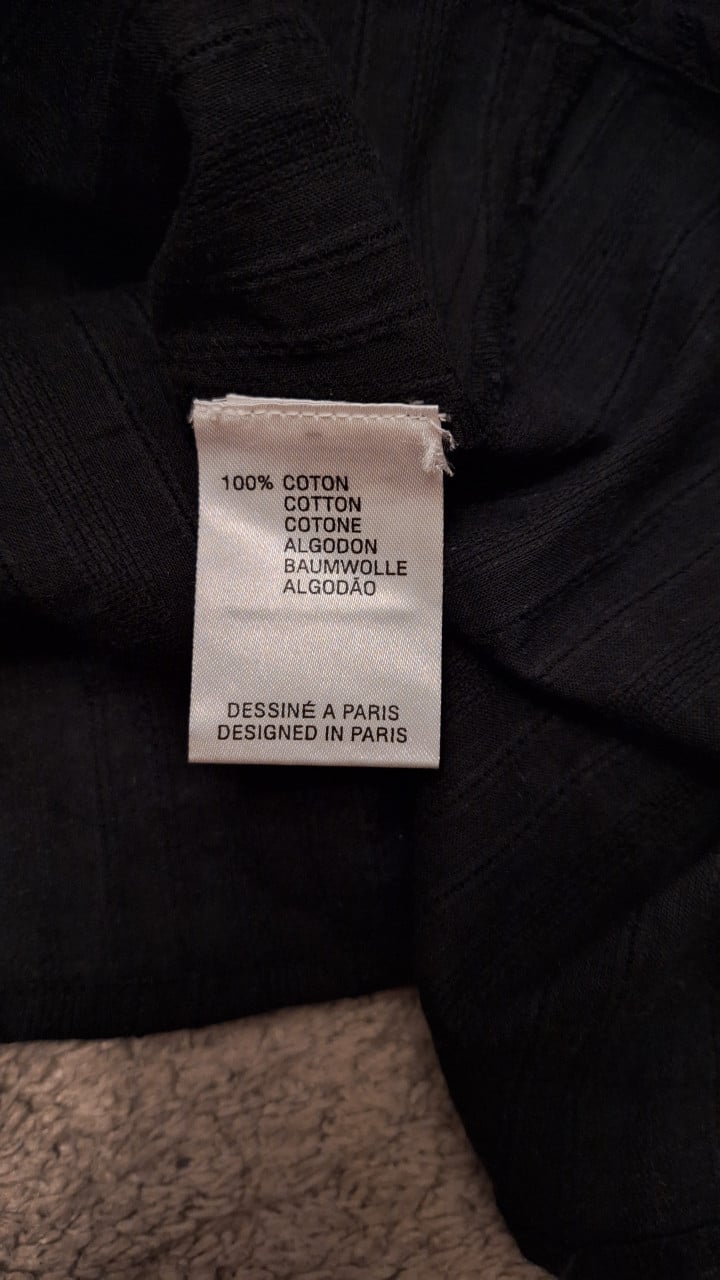 100% COTON
COTTON
COTONE
ALGODON
BAUMWOLLE
ALGODÃO
DESSINÉ A PARIS
DESIGNED IN PARIS